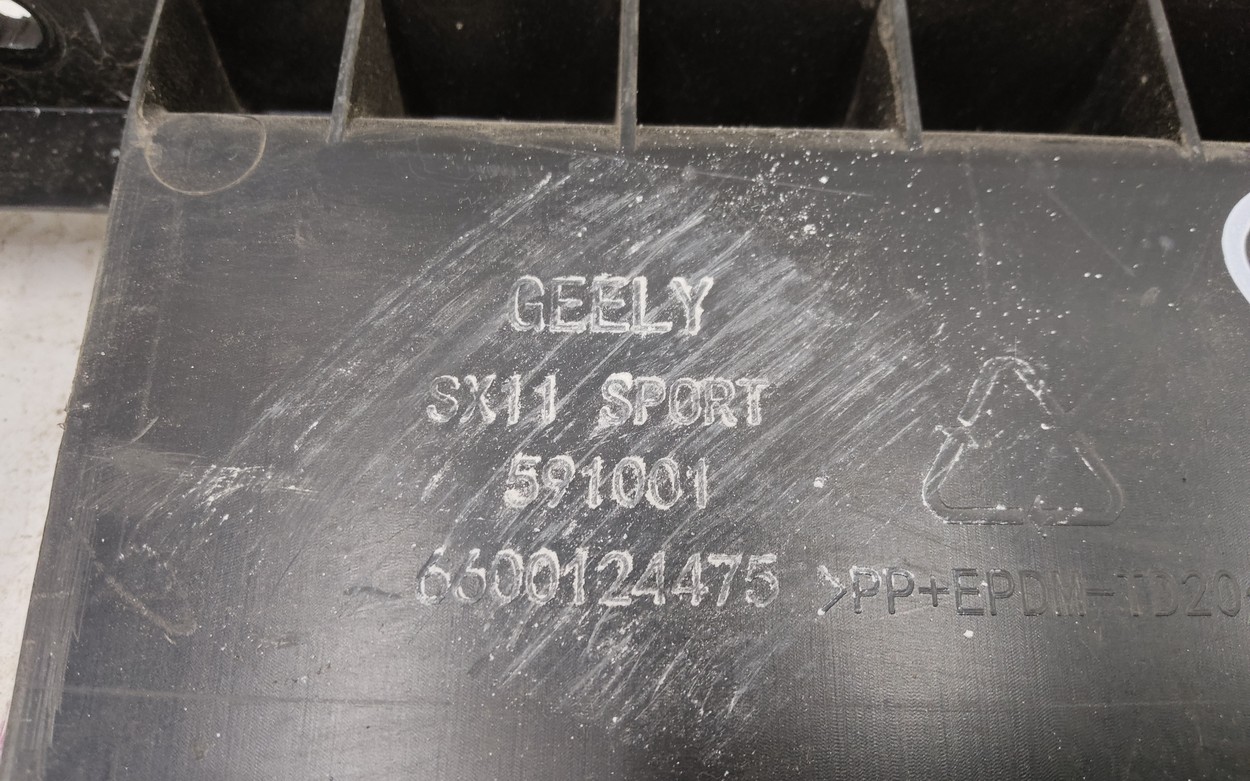 GEELY
SX11 SPORT
591001
6600124475
>PP+EPDM-TD20